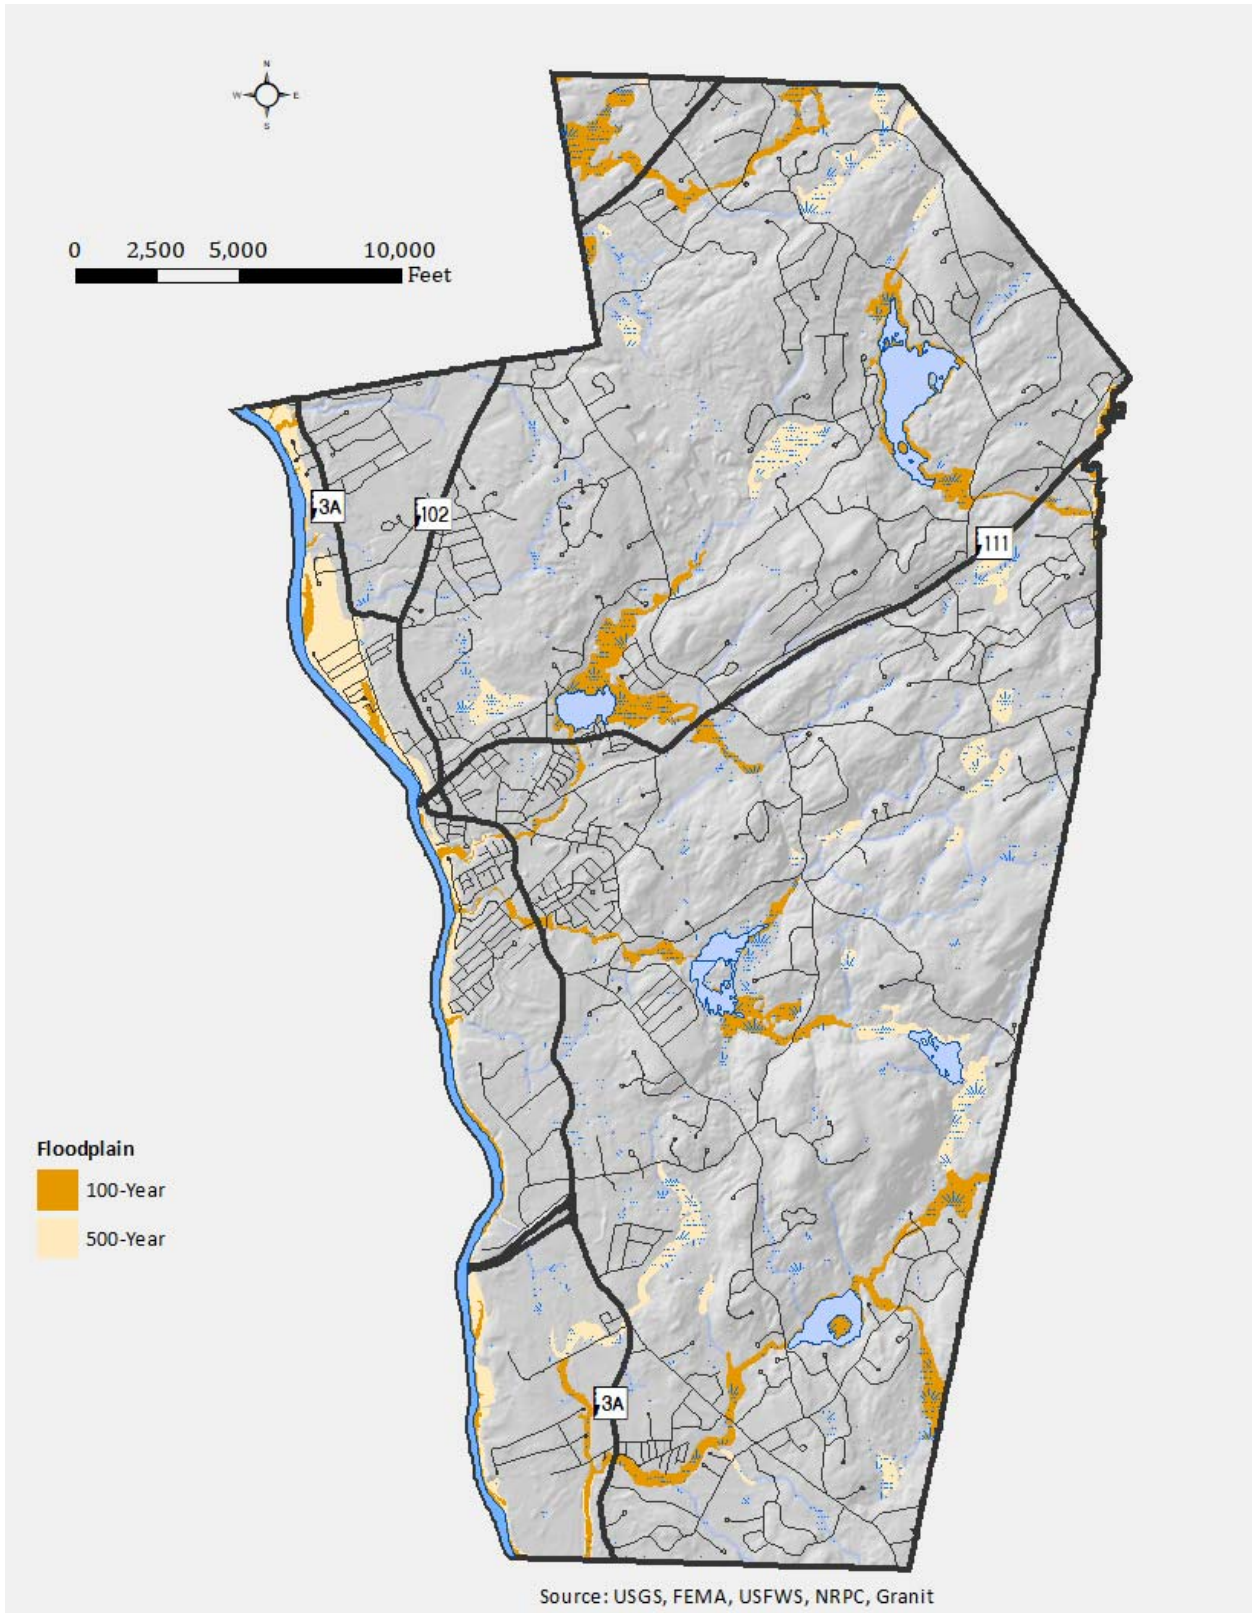 N
W E
S
0 2,500 5,000 10,000
Feet
3A
102
111
Floodplain
100-Year
500-Year
3A
Source: USGS, FEMA, USFWS, NRPC, Granit